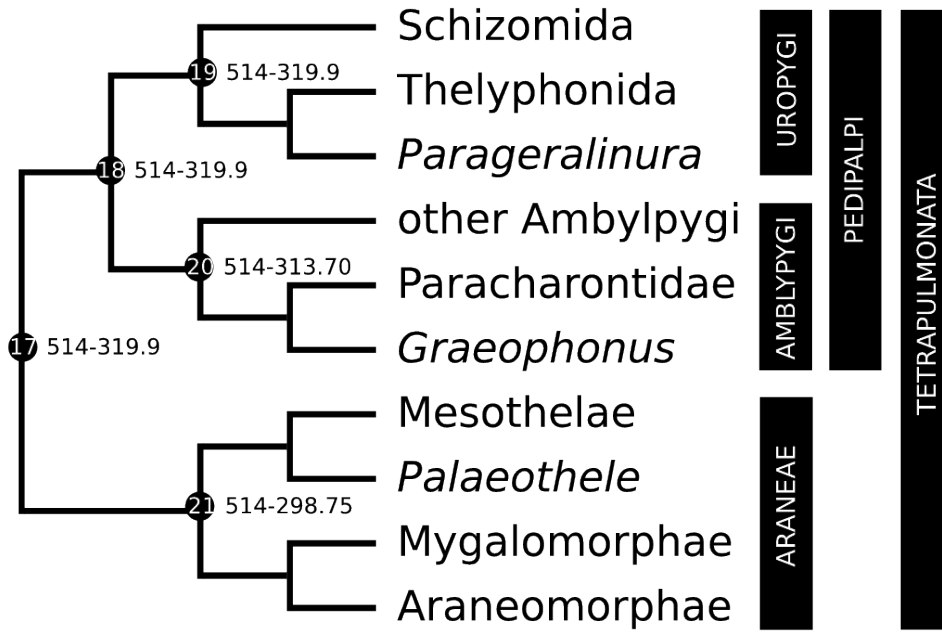 Schizomida
19 514-319.9
Thelyphonida
Parageralinura
UROPYGI
18 514-319.9
other Ambylpygi
20 514-313.70
Paracharontidae
Graeophonus
AMBLYPYGI
PEDIPALPI
17 514-319.9
Mesothelae
Palaeothele
21 514-298.75
Mygalomorphae
Araneomorphae
ARANEAE
TETRAPULMONATA